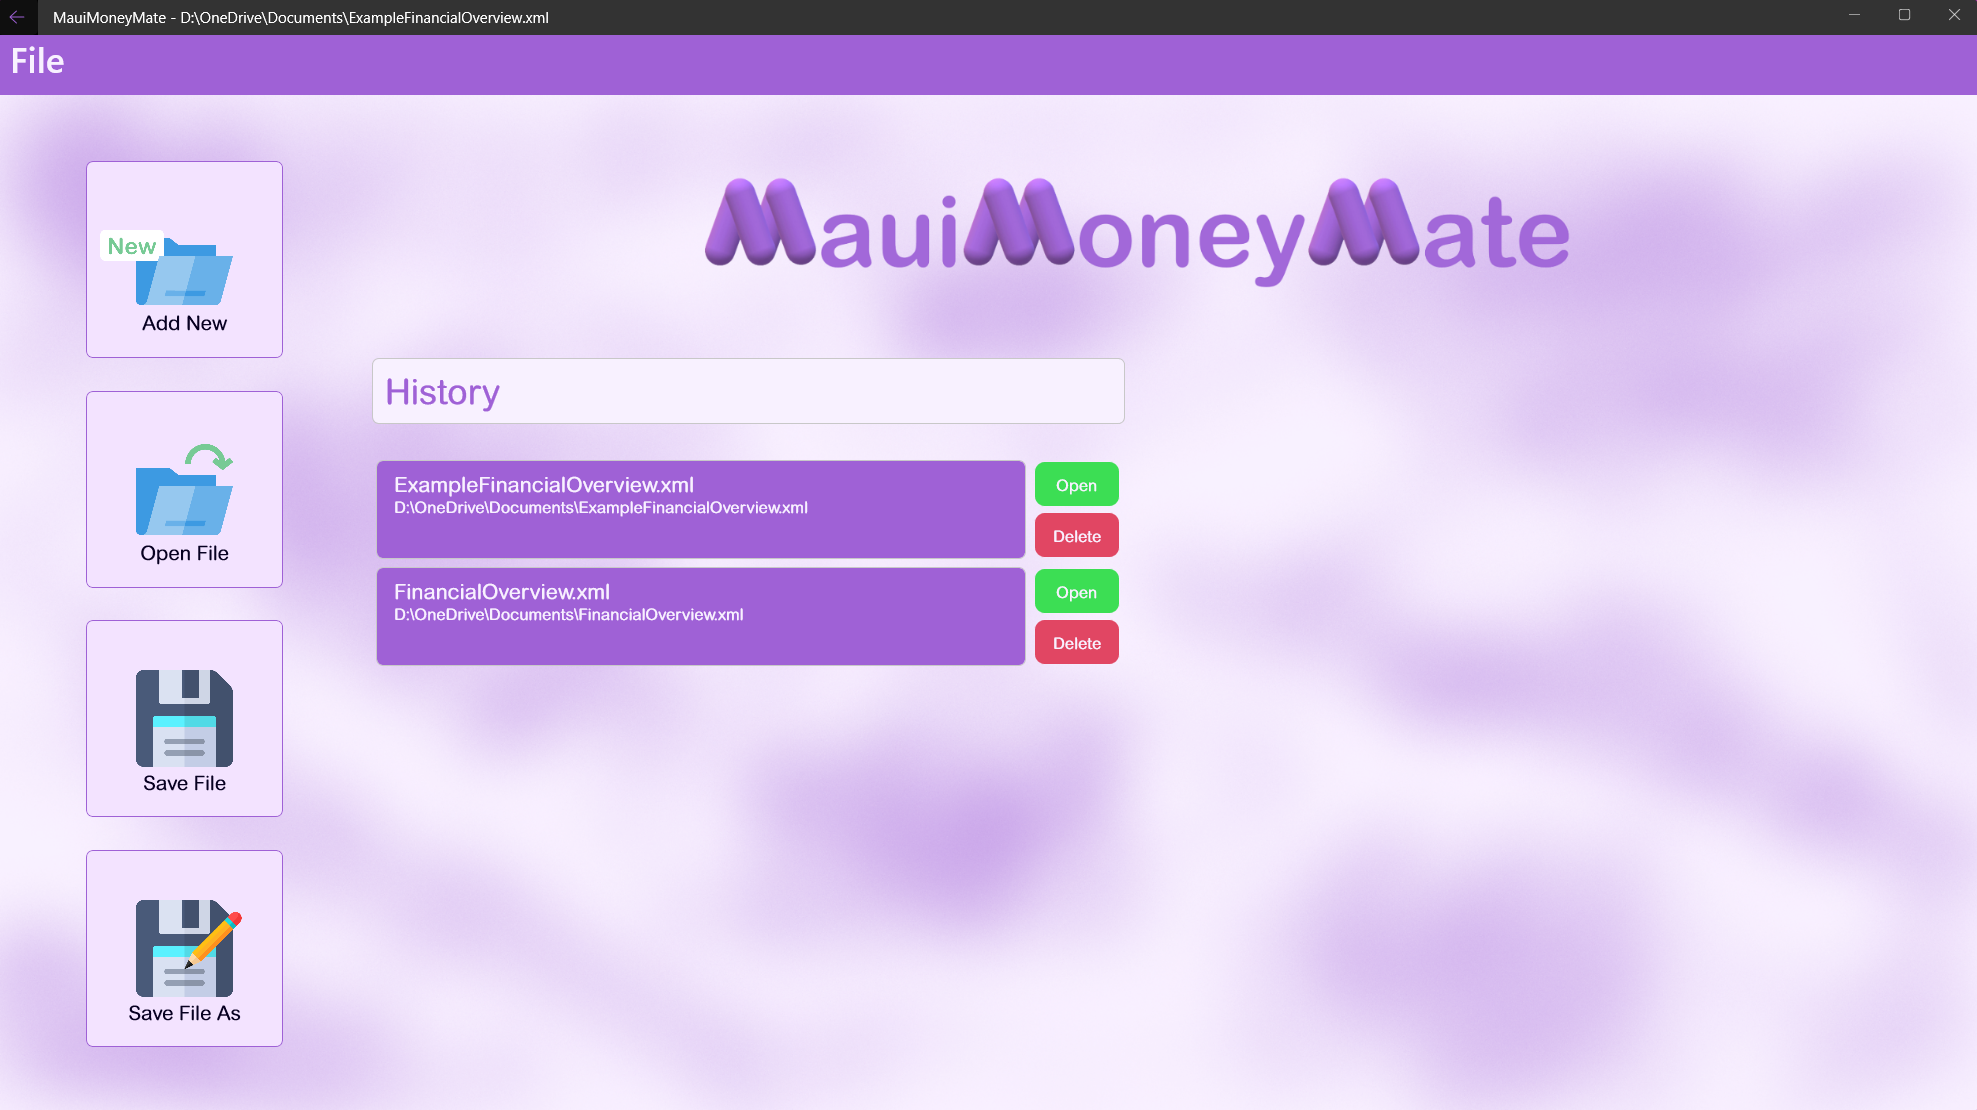 MauiMoneyMate - D:\OneDrive\Documents\ExampleFinancialOverview.xml
File
MauiMoneyMate
New
Add New
Open File
Save File
Save File As
History
ExampleFinancialOverview.xml
D:\OneDrive\Documents\ExampleFinancialOverview.xml
Open
Delete
FinancialOverview.xml
D:\OneDrive\Documents\FinancialOverview.xml
Open
Delete